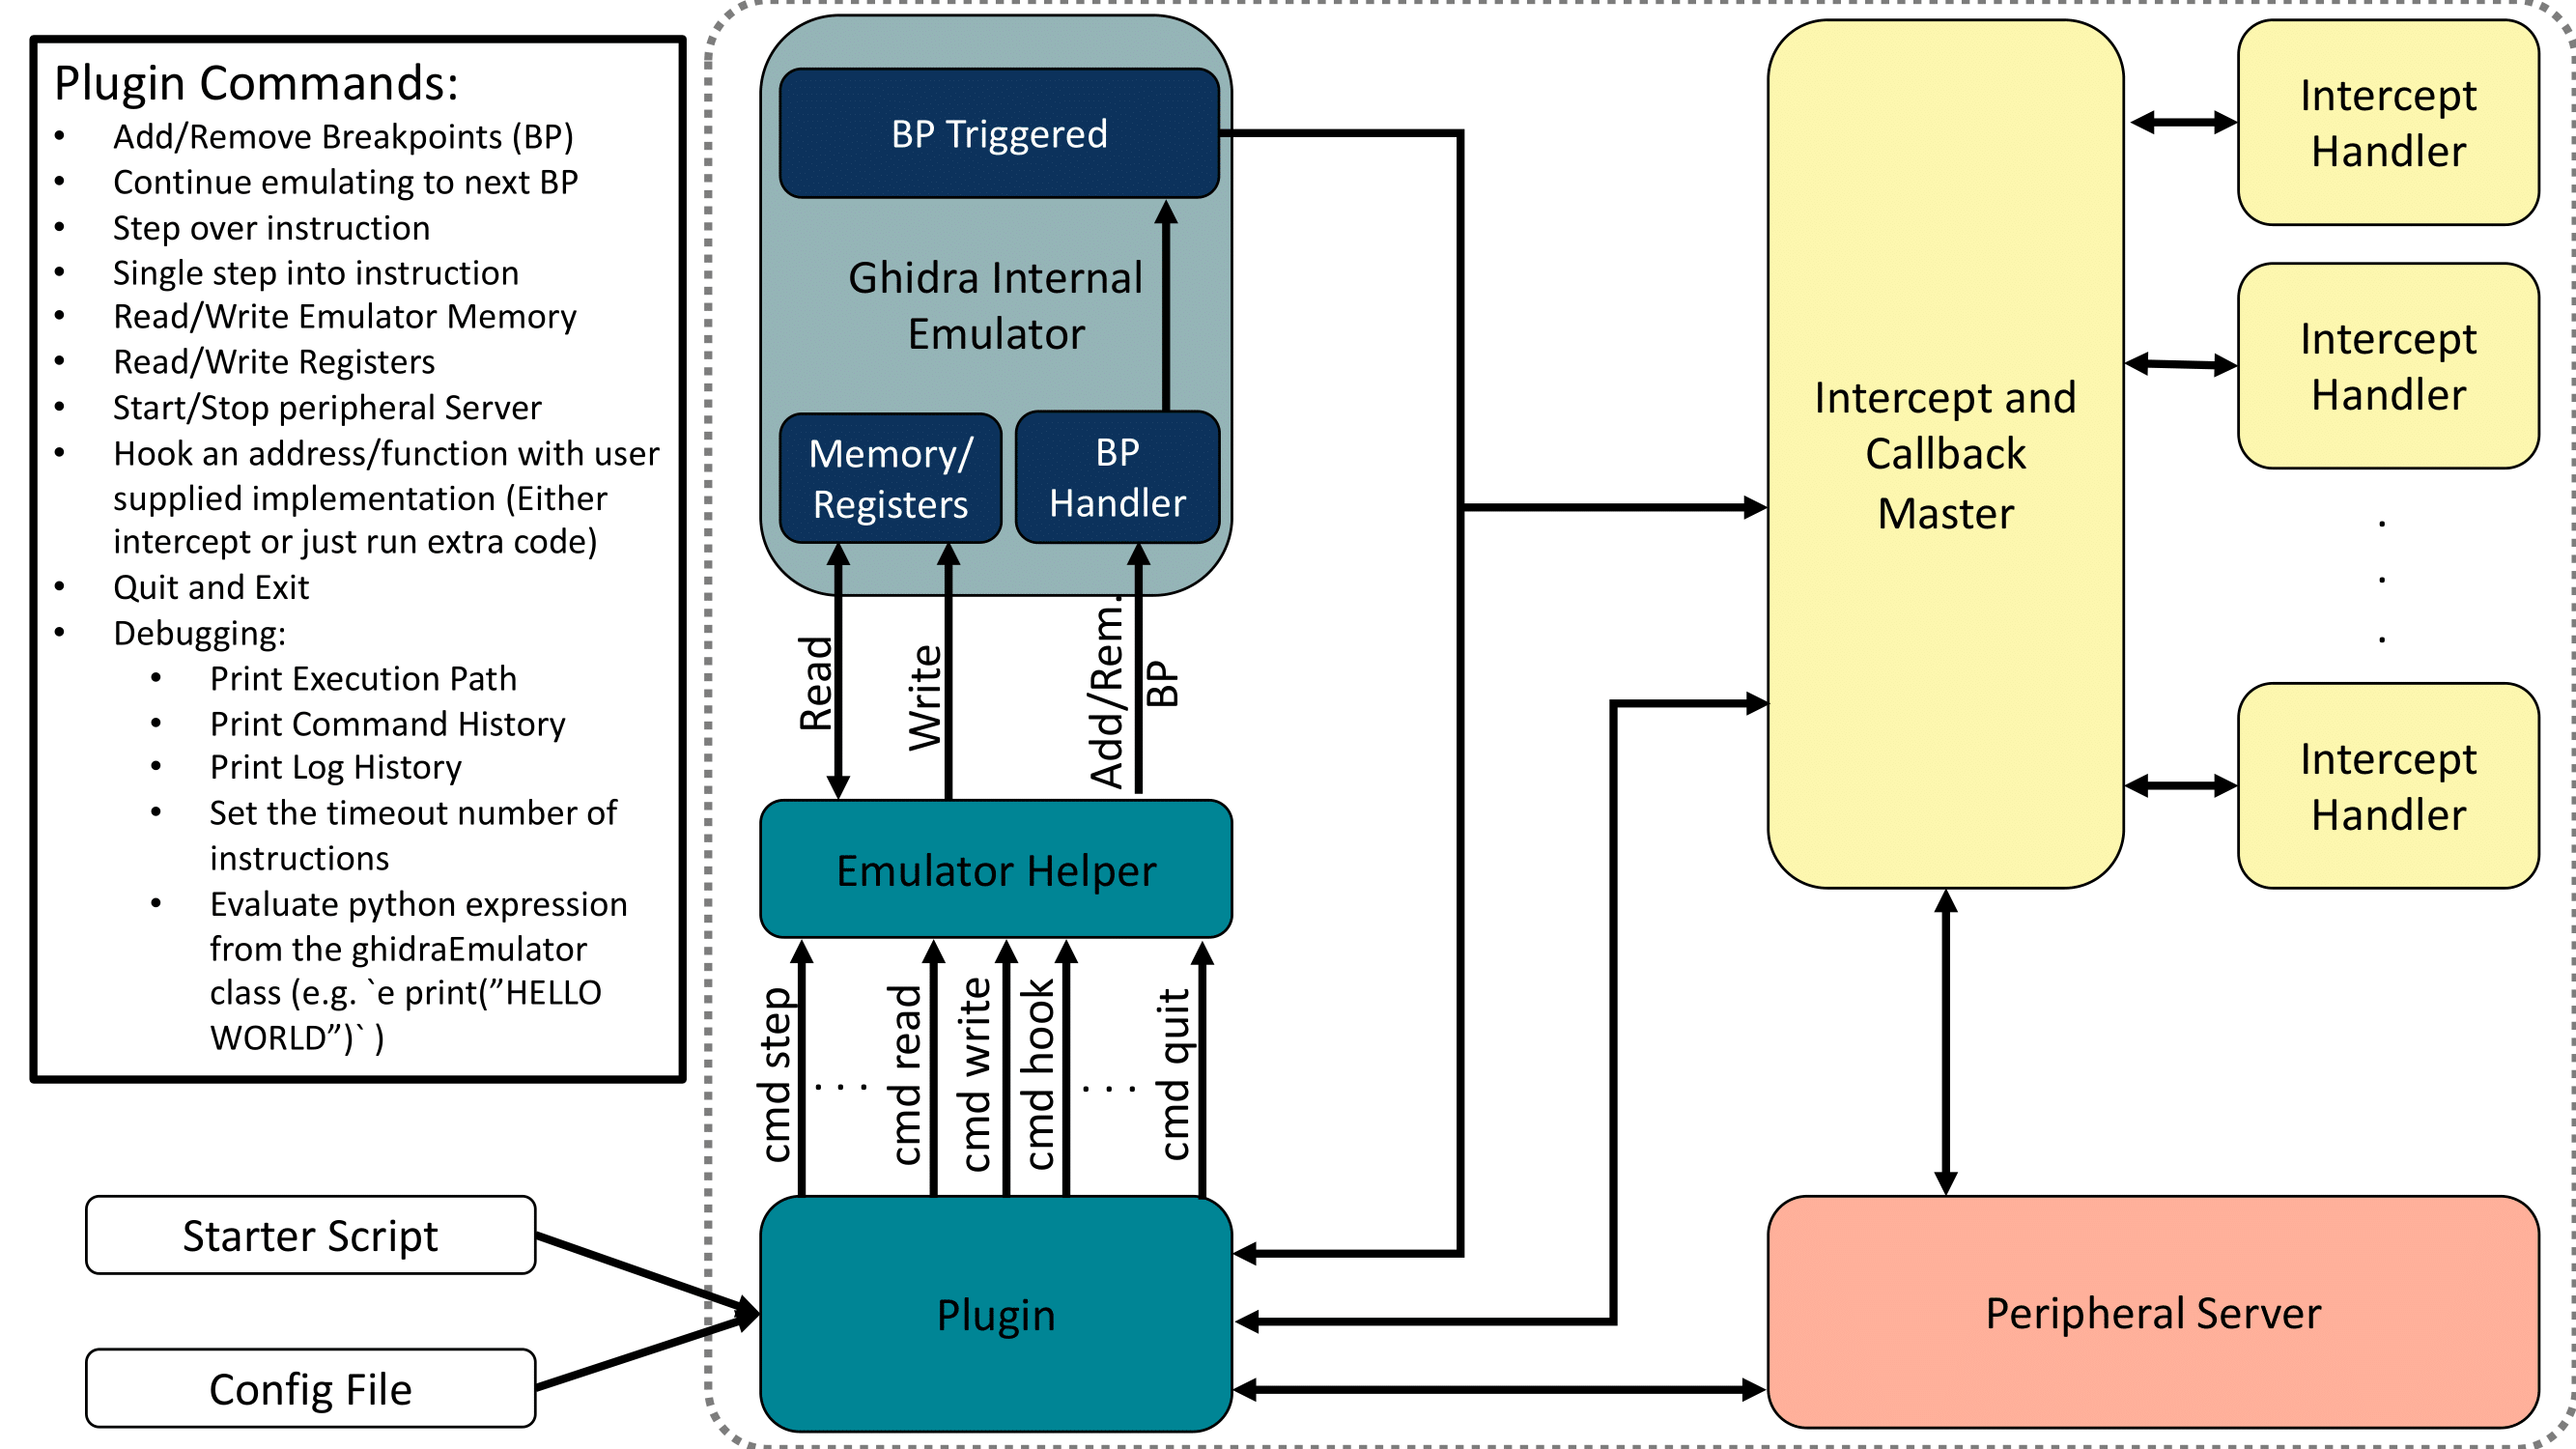 Plugin Commands:
• Add/Remove Breakpoints (BP)
• Continue emulating to next BP
• Step over instruction
• Single step into instruction
• Read/Write Emulator Memory
• Read/Write Registers
• Start/Stop peripheral Server
• Hook an address/function with user
supplied implementation (Either
intercept or just run extra code)
• Quit and Exit
• Debugging:
• Print Execution Path
• Print Command History
• Print Log History
• Set the timeout number of
instructions
• Evaluate python expression
from the ghidraEmulator
class (e.g. `e print(”HELLO
WORLD”)` )
Starter Script
Config File
BP Triggered
Ghidra Internal
Emulator
Memory/
Registers
BP
Handler
Read
Write
Add/Rem.
BP
Emulator Helper
cmd step
. . .
cmd read
cmd write
cmd hook
. . .
cmd quit
Plugin
Intercept and
Callback
Master
Intercept
Handler
Intercept
Handler
.
.
.
Intercept
Handler
Peripheral Server